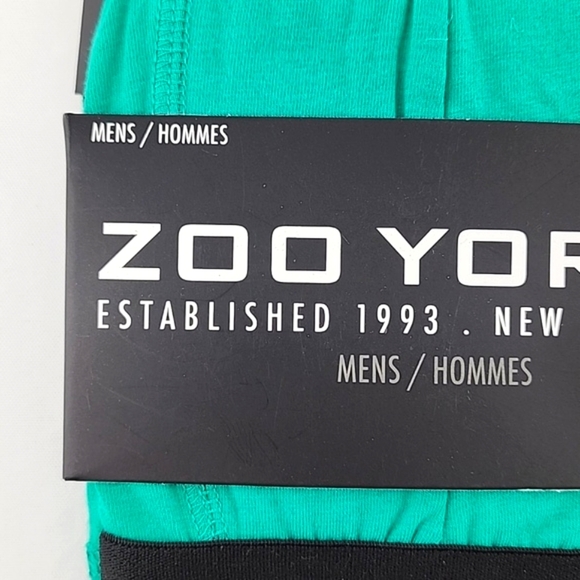 MENS / HOMMES
ZOO YOR
ESTABLISHED 1993 . NEW
MENS / HOMMES